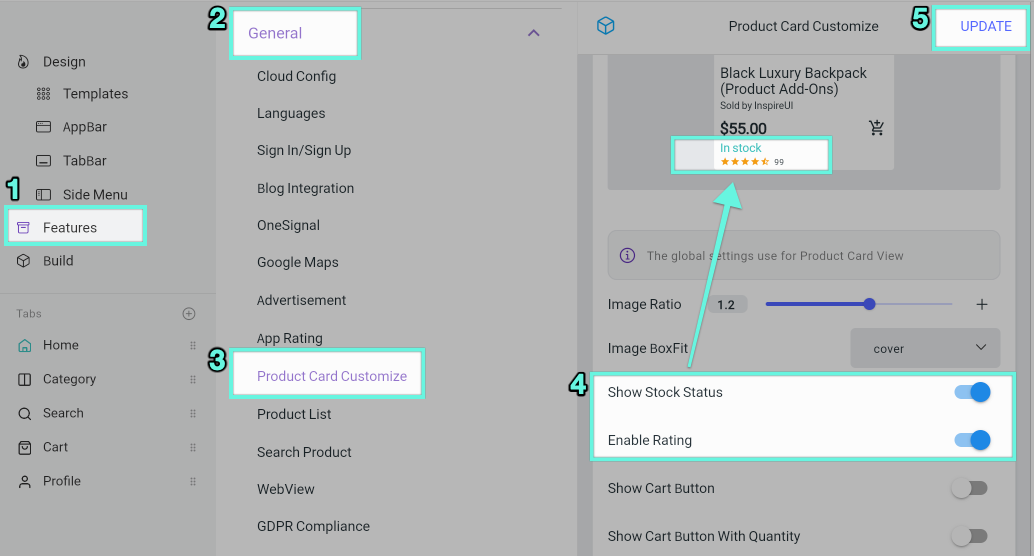 1
Design
Templates
AppBar
TabBar
Side Menu
Features
Build
Tabs
Home
Category
Search
Cart
Profile
2
General
Cloud Config
Languages
Sign In/Sign Up
Blog Integration
OneSignal
Google Maps
Advertisement
App Rating
3
Product Card Customize
Product List
Search Product
WebView
GDPR Compliance
Product Card Customize
5
UPDATE
Black Luxury Backpack
(Product Add-Ons)
Sold by InspireUI
$55.00
In stock
99
The global settings use for Product Card View
Image Ratio 1.2
Image BoxFit cover
4
Show Stock Status
Enable Rating
Show Cart Button
Show Cart Button With Quantity